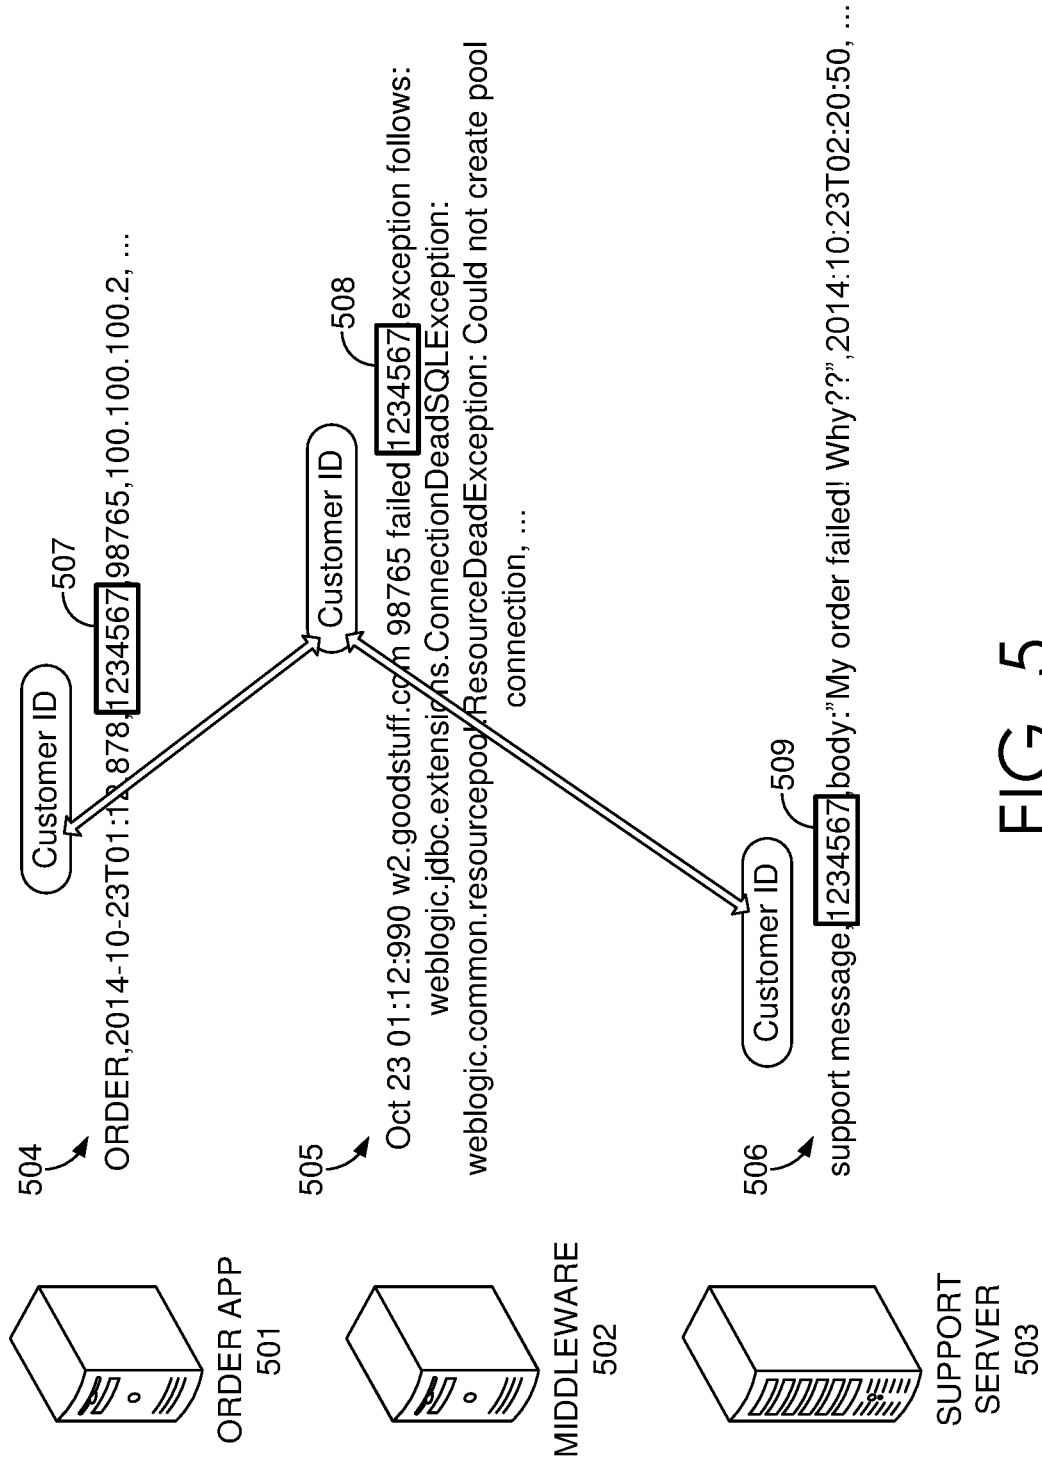 504
Customer ID
507
ORDER,2014-10-23T01:12:878,1234567,98765,100.100.100.2, ...
ORDER APP
501
505
Customer ID
508
Oct 23 01:12:990 w2.goodstuff.com 98765 failed 1234567, exception follows:
weblogic.jdbc.extensions.ConnectionDeadSQLException:
weblogic.common.resourcepool.ResourceDeadException: Could not create pool
connection, ...
MIDDLEWARE
502
506
Customer ID
509
support message,1234567,body:"My order failed! Why??",2014:10:23T02:20:50, ...
SUPPORT
SERVER
503
FIG. 5